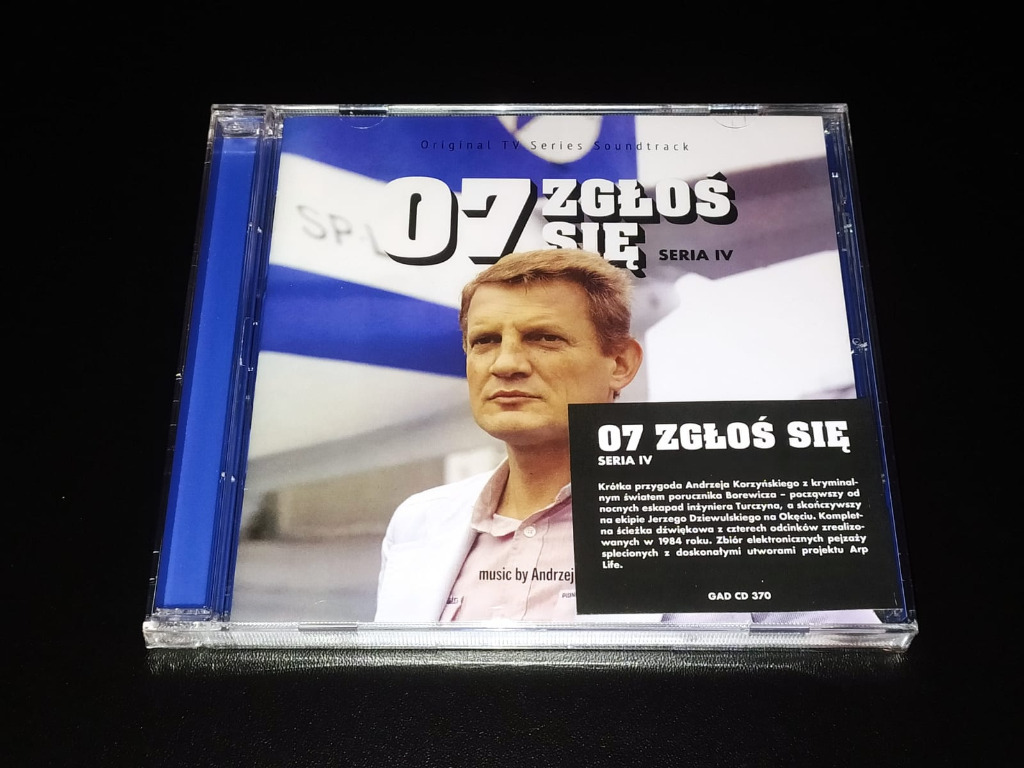 Original TV Series Soundtrack
SP-
07 ZGŁOŚ
SIĘ
SERIA IV
07 ZGŁOŚ SIĘ
SERIA IV
Krótka przygoda Andrzeja Korzyńskiego z kryminal-
nym światem porucznika Borewicza – począwszy od
nocnych eskapad inżyniera Turczyna, a skończywszy
na ekipie Jerzego Dziewulskiego na Okęciu. Komplet-
na ścieżka dźwiękowa z czterech odcinków zrealizo-
wanych w 1984 roku. Zbiór elektronicznych pejzaży
splecionych z doskonałymi utworami projektu Arp
Life.
GAD CD 370
music by Andrzej